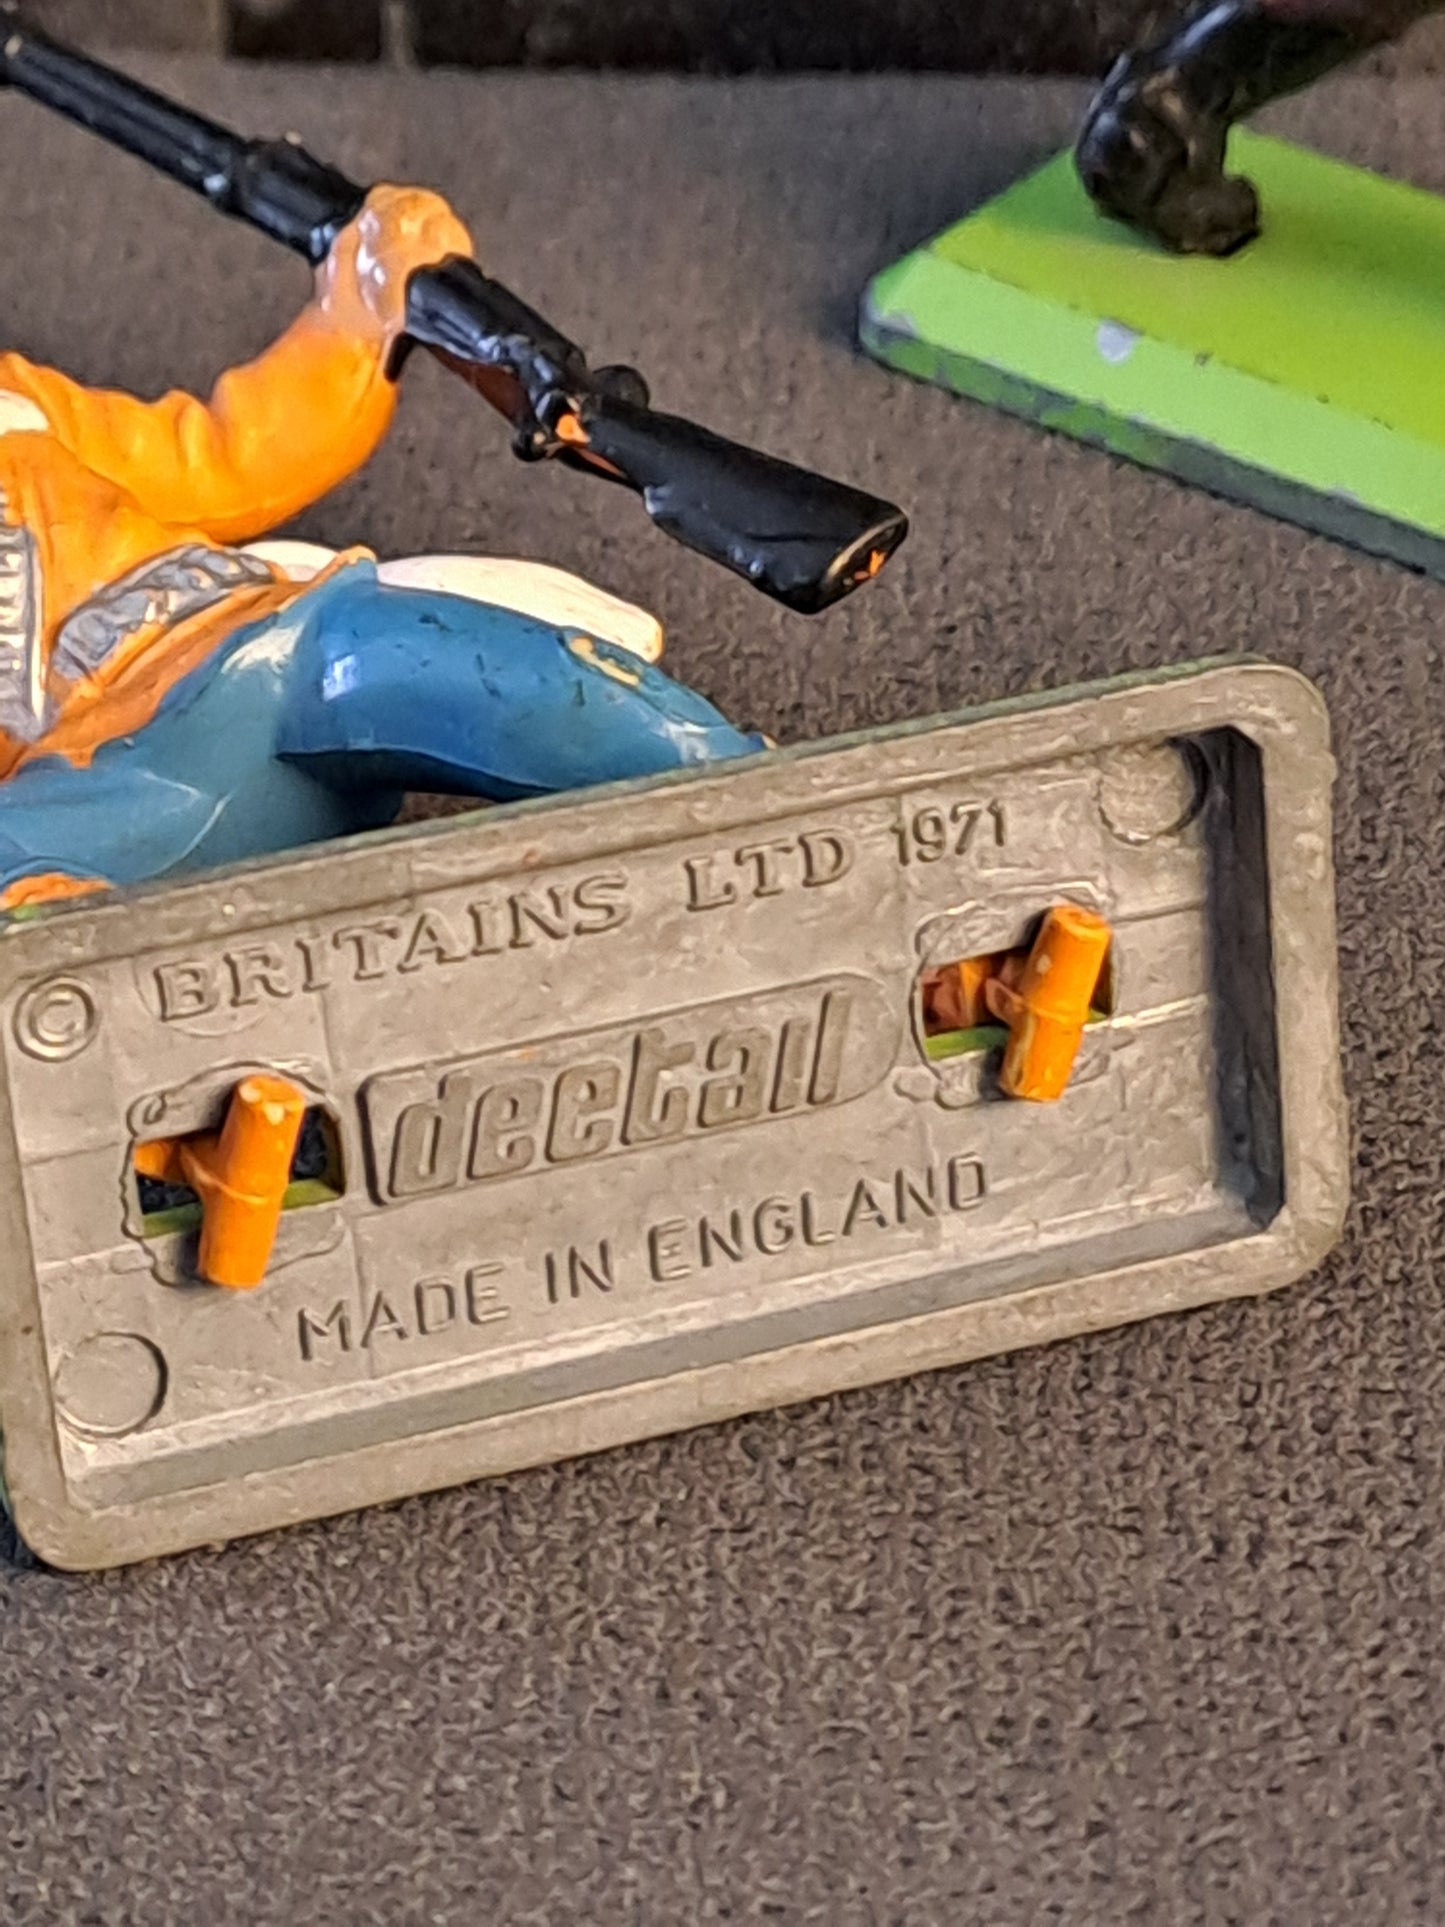 © BRITAINS LTD 1971
deetail
MADE IN ENGLAND